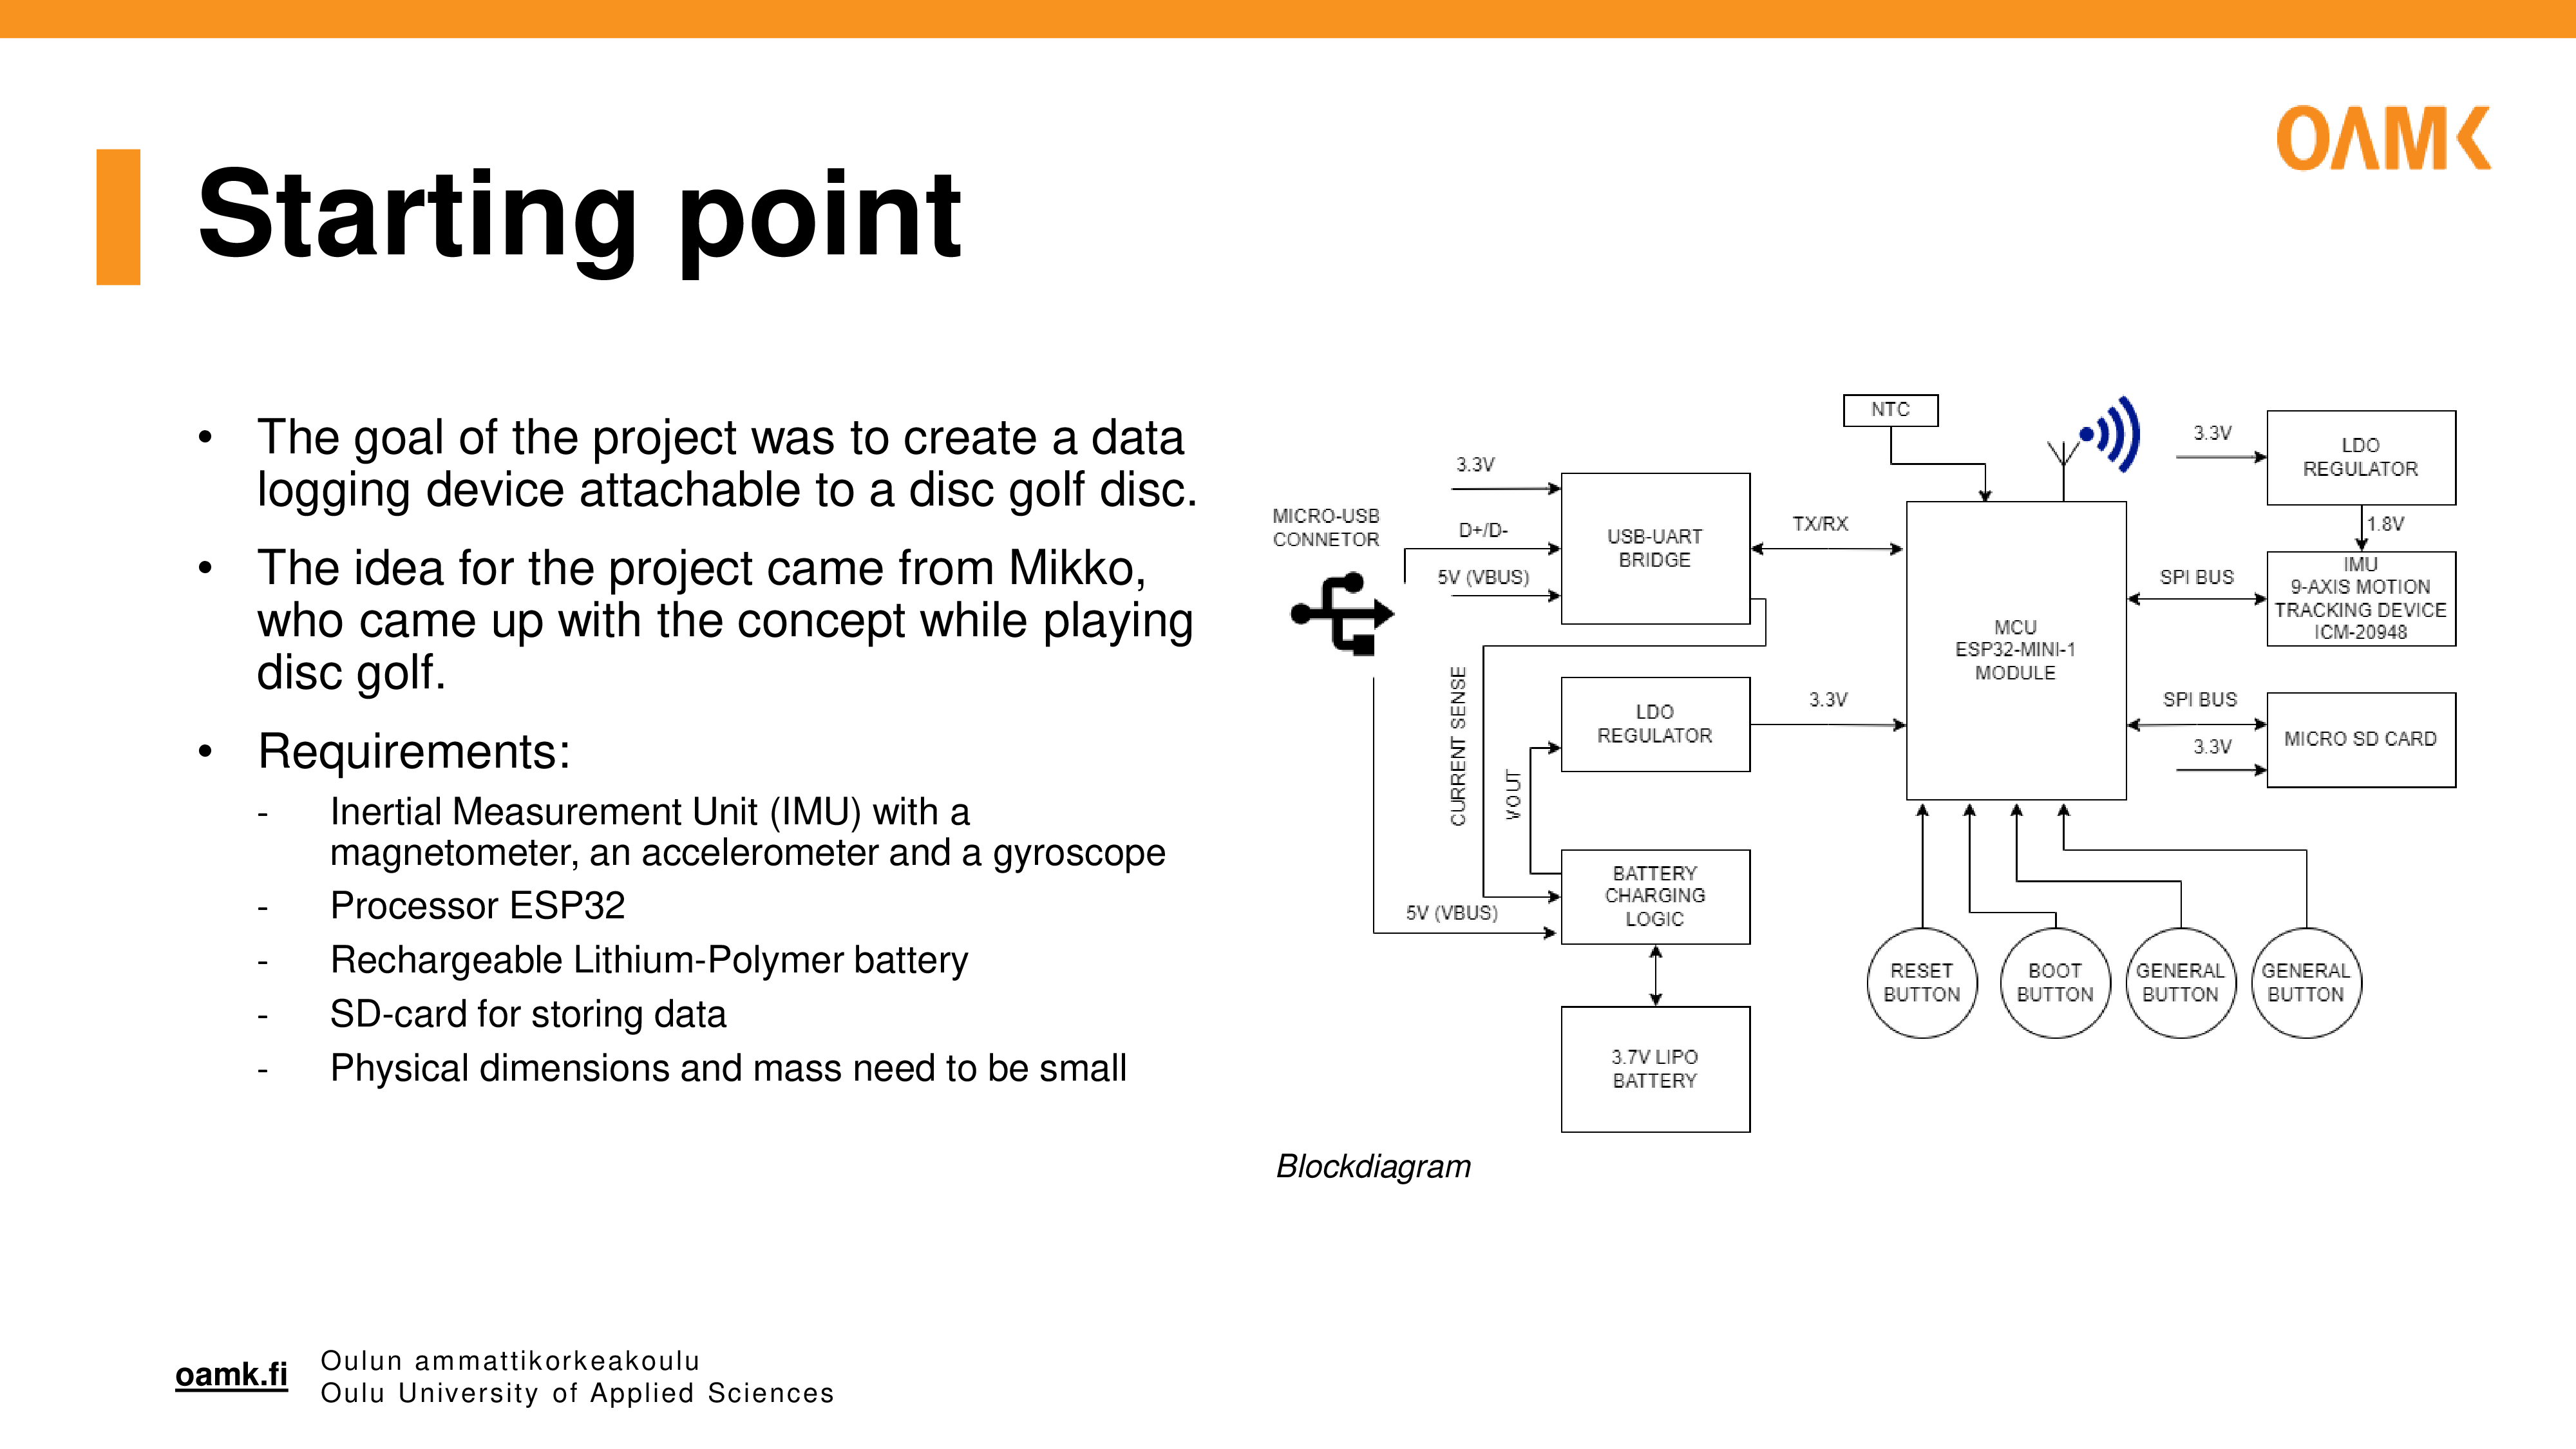 OAMK
Starting point
• The goal of the project was to create a data
logging device attachable to a disc golf disc.
• The idea for the project came from Mikko,
who came up with the concept while playing
disc golf.
• Requirements:
- Inertial Measurement Unit (IMU) with a
magnetometer, an accelerometer and a gyroscope
- Processor ESP32
- Rechargeable Lithium-Polymer battery
- SD-card for storing data
- Physical dimensions and mass need to be small
MICRO-USB
CONNETOR
3.3V
D+/D-
5V (VBUS)
USB-UART
BRIDGE
TX/RX
NTC
MCU
ESP32-MINI-1
MODULE
3.3V
LDO
REGULATOR
1.8V
SPI BUS
IMU
9-AXIS MOTION
TRACKING DEVICE
ICM-20948
SPI BUS
3.3V
MICRO SD CARD
CURRENT SENSE
VOUT
LDO
REGULATOR
3.3V
5V (VBUS)
BATTERY
CHARGING
LOGIC
3.7V LIPO
BATTERY
RESET
BUTTON
BOOT
BUTTON
GENERAL
BUTTON
GENERAL
BUTTON
Blockdiagram
oamk.fi
Oulun ammattikorkeakoulu
Oulu University of Applied Sciences